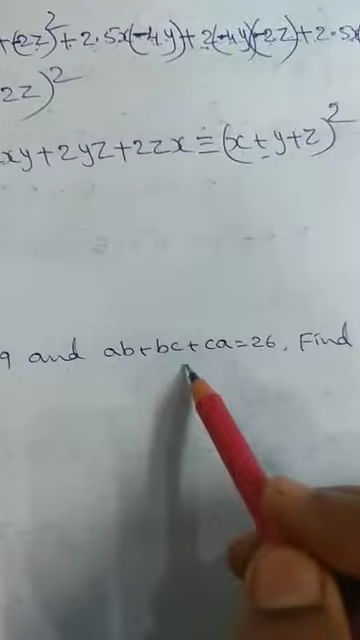 +(-2z)²+2·5x(-4y)+2(-4y)(-2z)+2·5x
2z)²
xy+2yz+2zx≡(x+y+z)²
9 and ab+bc+ca=26. Find